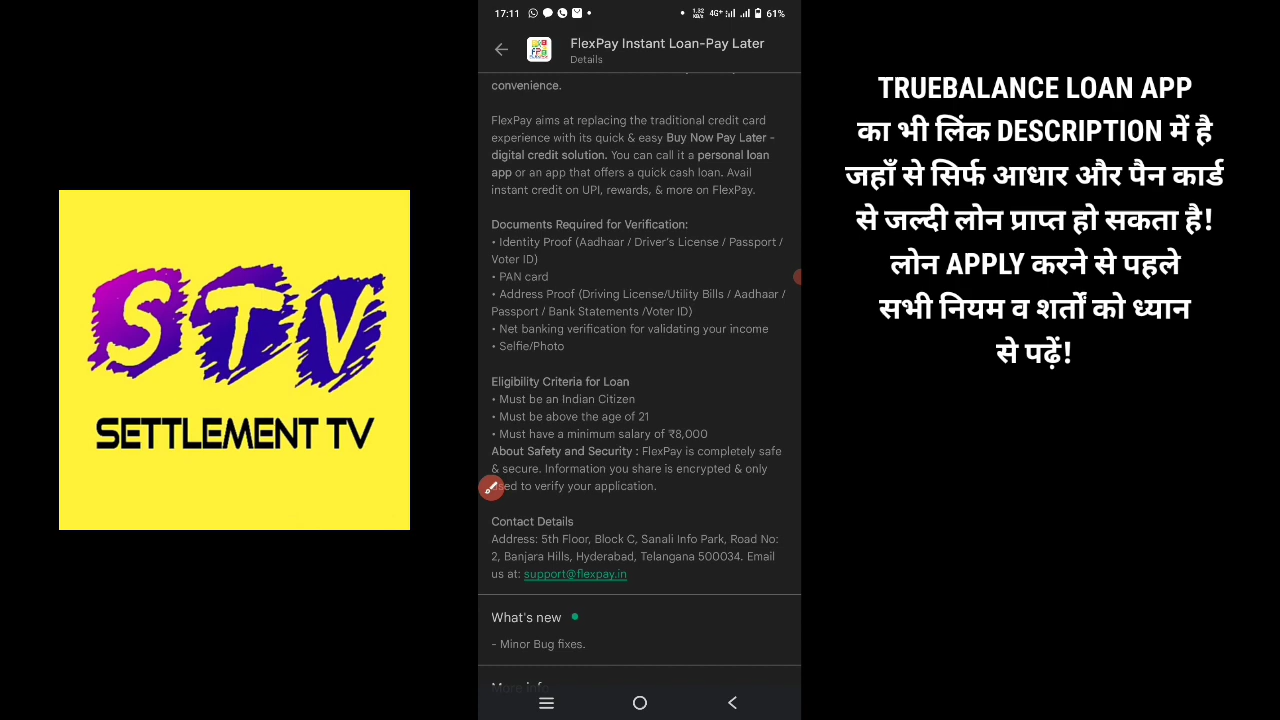 STV
SETTLEMENT TV
17:11
1.32 KB/S 4G+ 61%
FlexPay Instant Loan-Pay Later
Details
convenience.
FlexPay aims at replacing the traditional credit card
experience with its quick & easy Buy Now Pay Later -
digital credit solution. You can call it a personal loan
app or an app that offers a quick cash loan. Avail
instant credit on UPI, rewards, & more on FlexPay.
Documents Required for Verification:
• Identity Proof (Aadhaar / Driver's License / Passport /
Voter ID)
• PAN card
• Address Proof (Driving License/Utility Bills / Aadhaar /
Passport / Bank Statements /Voter ID)
• Net banking verification for validating your income
• Selfie/Photo
Eligibility Criteria for Loan
• Must be an Indian Citizen
• Must be above the age of 21
• Must have a minimum salary of ₹8,000
About Safety and Security : FlexPay is completely safe
& secure. Information you share is encrypted & only
used to verify your application.
Contact Details
Address: 5th Floor, Block C, Sanali Info Park, Road No:
2, Banjara Hills, Hyderabad, Telangana 500034. Email
us at: support@flexpay.in
What's new
- Minor Bug fixes.
More info
TRUEBALANCE LOAN APP
का भी लिंक DESCRIPTION में है
जहाँ से सिर्फ आधार और पैन कार्ड
से जल्दी लोन प्राप्त हो सकता है!
लोन APPLY करने से पहले
सभी नियम व शर्तों को ध्यान
से पढ़ें!